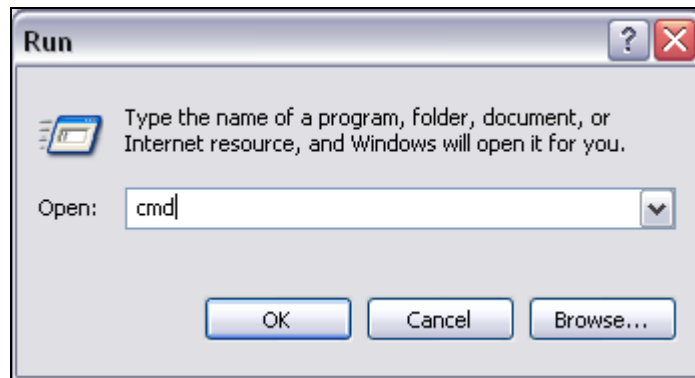 Run
Type the name of a program, folder, document, or
Internet resource, and Windows will open it for you.
Open: cmd
OK Cancel Browse...